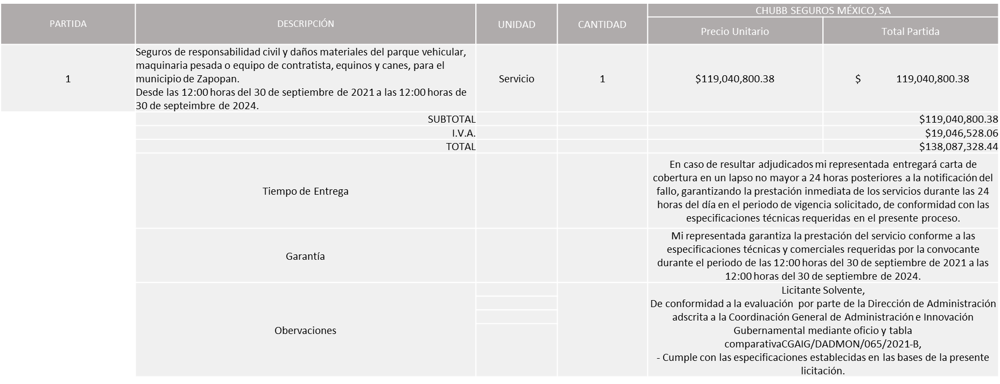 PARTIDA
DESCRIPCIÓN
UNIDAD
CANTIDAD
CHUBB SEGUROS MÉXICO, SA
Precio Unitario
Total Partida
1
Seguros de responsabilidad civil y daños materiales del parque vehicular,
maquinaria pesada o equipo de contratista, equinos y canes, para el
municipio de Zapopan.
Desde las 12:00 horas del 30 de septiembre de 2021 a las 12:00 horas de
30 de septeimbre de 2024.
Servicio
1
$119,040,800.38
$ 119,040,800.38
SUBTOTAL
$119,040,800.38
I.V.A.
$19,046,528.06
TOTAL
$138,087,328.44
Tiempo de Entrega
En caso de resultar adjudicados mi representada entregará carta de
cobertura en un lapso no mayor a 24 horas posteriores a la notificación del
fallo, garantizando la prestación inmediata de los servicios durante las 24
horas del día en el periodo de vigencia solicitado, de conformidad con las
especificaciones técnicas requeridas en el presente proceso.
Garantía
Mi representada garantiza la prestación del servicio conforme a las
especificaciones técnicas y comerciales requeridas por la convocante
durante el periodo de las 12:00 horas del 30 de septiembre de 2021 a las
12:00 horas del 30 de septiembre de 2024.
Obervaciones
Licitante Solvente,
De conformidad a la evaluación por parte de la Dirección de Administración
adscrita a la Coordinación General de Administración e Innovación
Gubernamental mediante oficio y tabla
comparativaCGAIG/DADMON/065/2021-B,
- Cumple con las especificaciones establecidas en las bases de la presente
licitación.